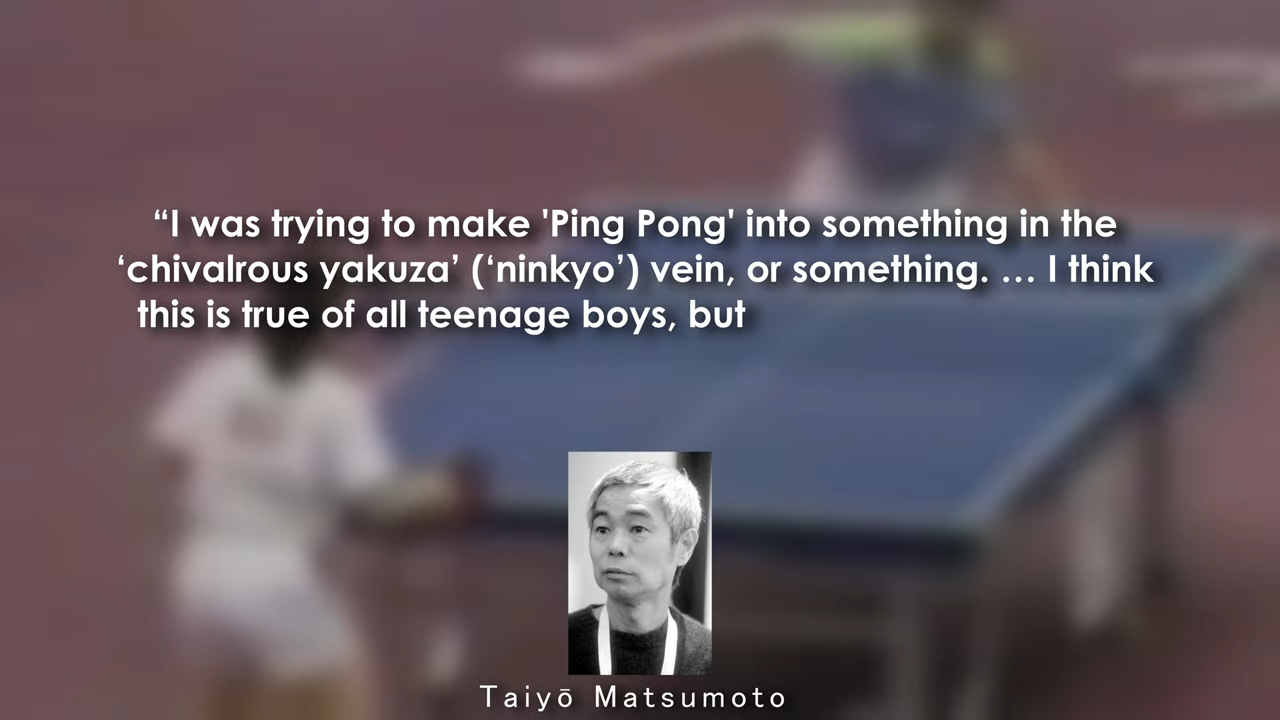 “I was trying to make 'Ping Pong' into something in the
‘chivalrous yakuza’ (‘ninkyo’) vein, or something. … I think
this is true of all teenage boys, but
Taiyō Matsumoto